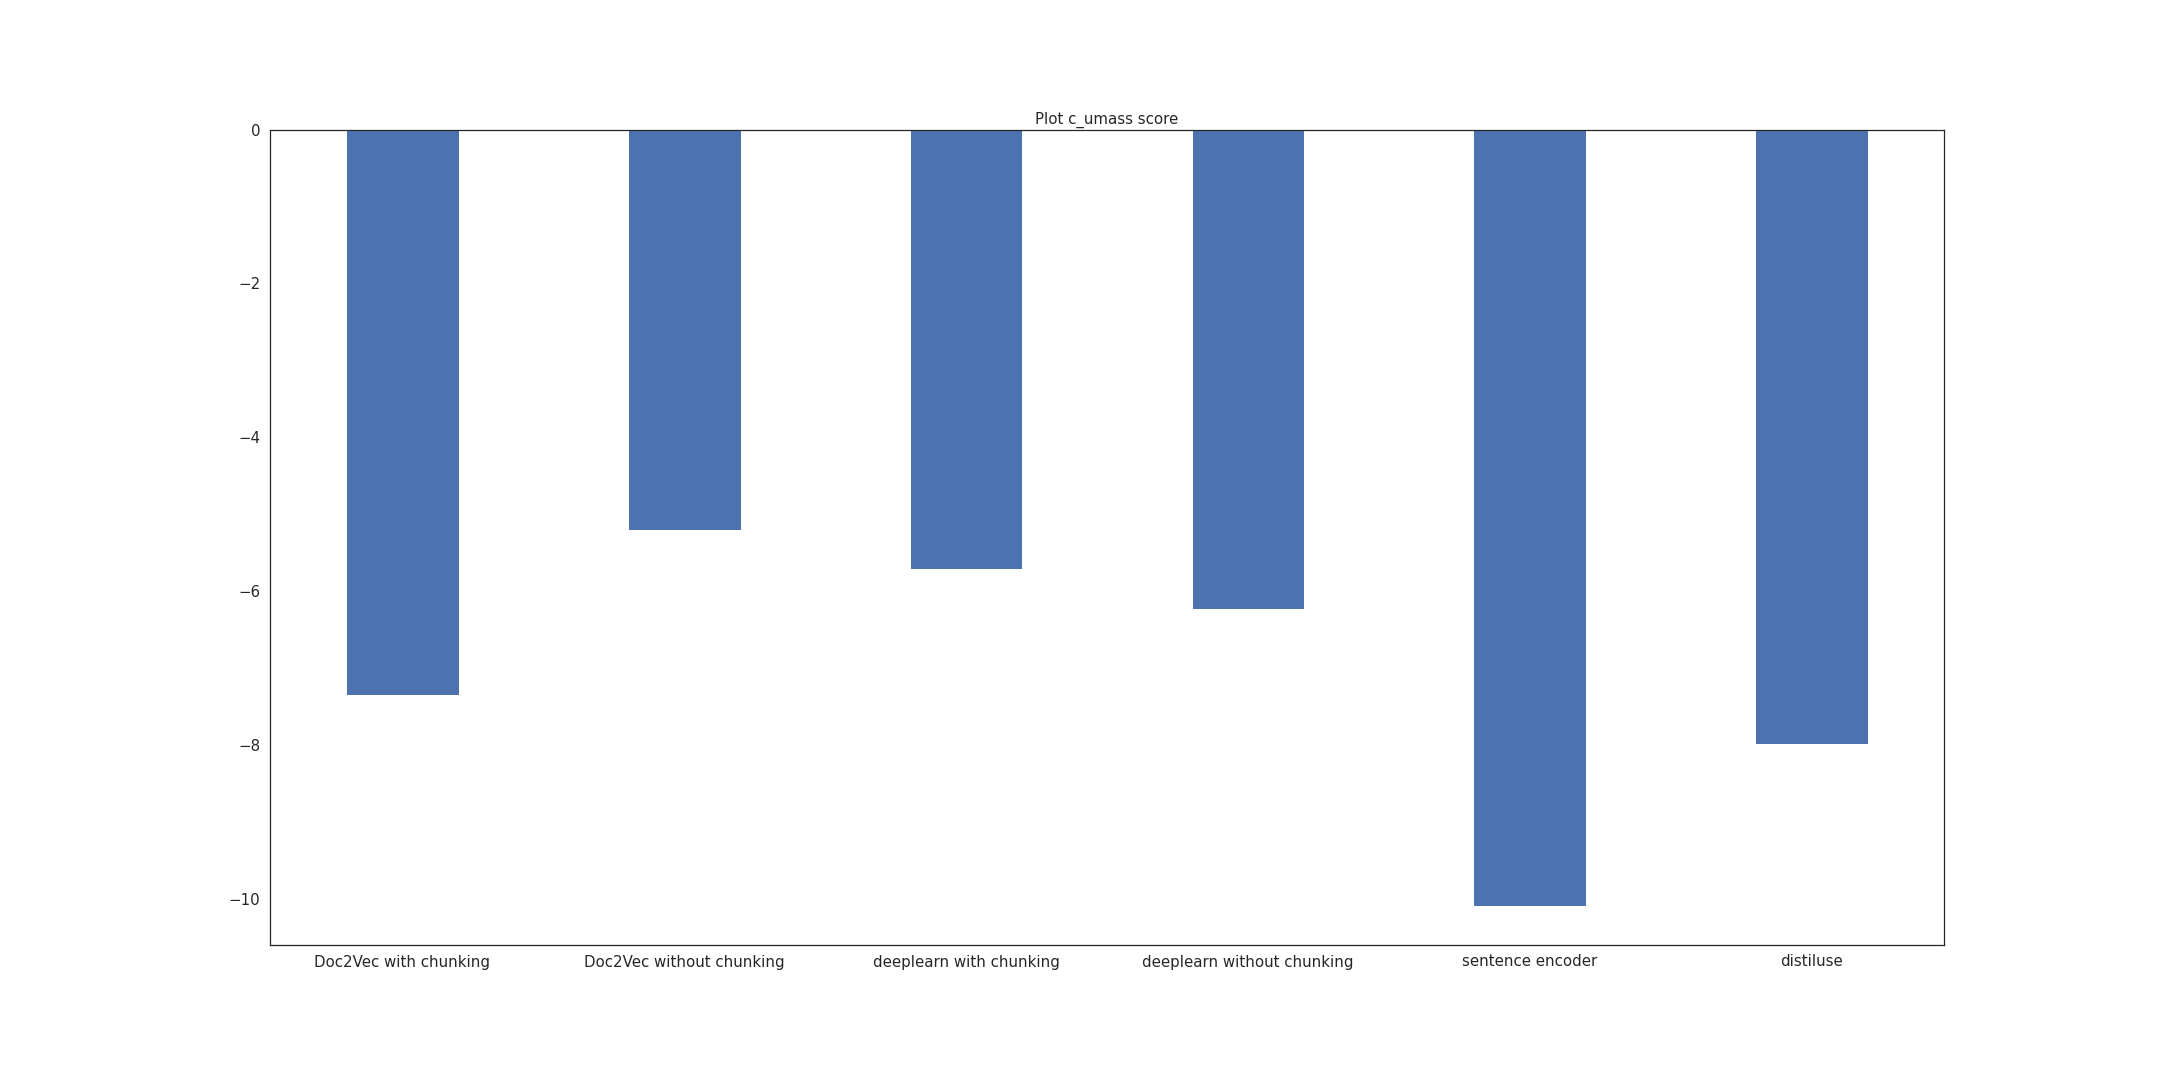 Plot c_umass score
0
−2
−4
−6
−8
−10
Doc2Vec with chunking
Doc2Vec without chunking
deeplearn with chunking
deeplearn without chunking
sentence encoder
distiluse